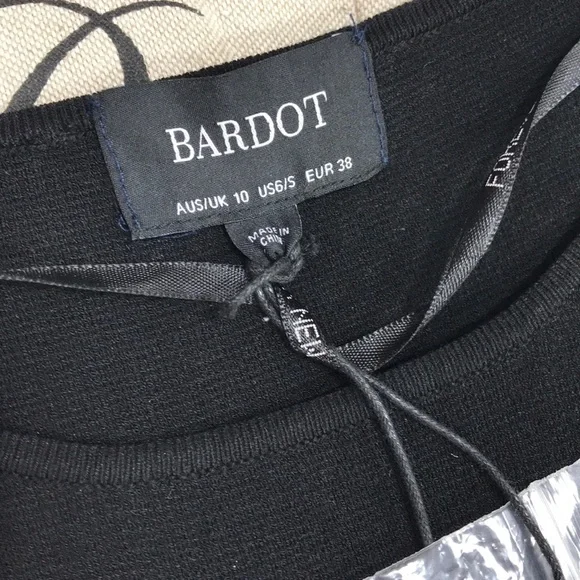 BARDOT
AUS/UK 10 US6/S EUR 38
MADE IN
CHINA